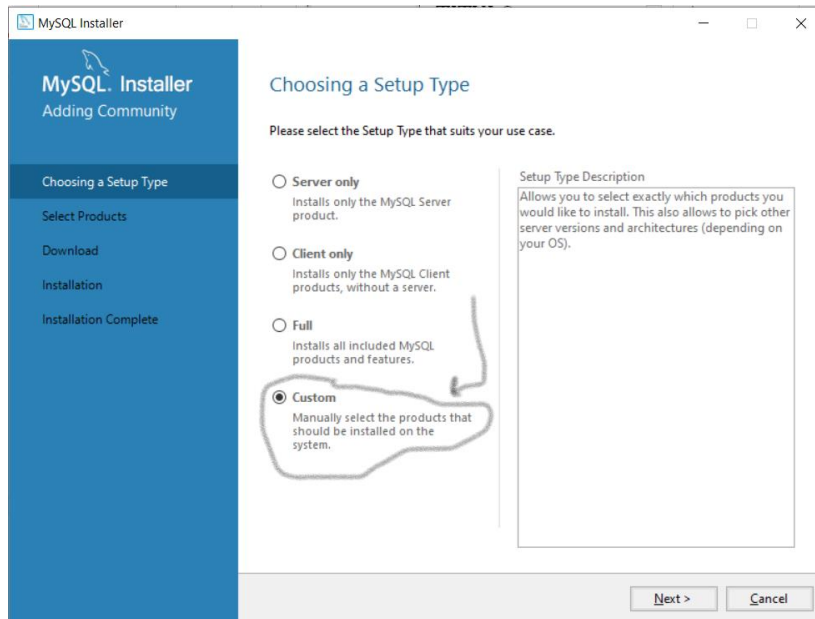 MySQL Installer
MySQL. Installer
Adding Community
Choosing a Setup Type
Select Products
Download
Installation
Installation Complete
Choosing a Setup Type
Please select the Setup Type that suits your use case.
Server only
Installs only the MySQL Server
product.
Client only
Installs only the MySQL Client
products, without a server.
Full
Installs all included MySQL
products and features.
Custom
Manually select the products that
should be installed on the
system.
Setup Type Description
Allows you to select exactly which products you
would like to install. This also allows to pick other
server versions and architectures (depending on
your OS).
Next >
Cancel